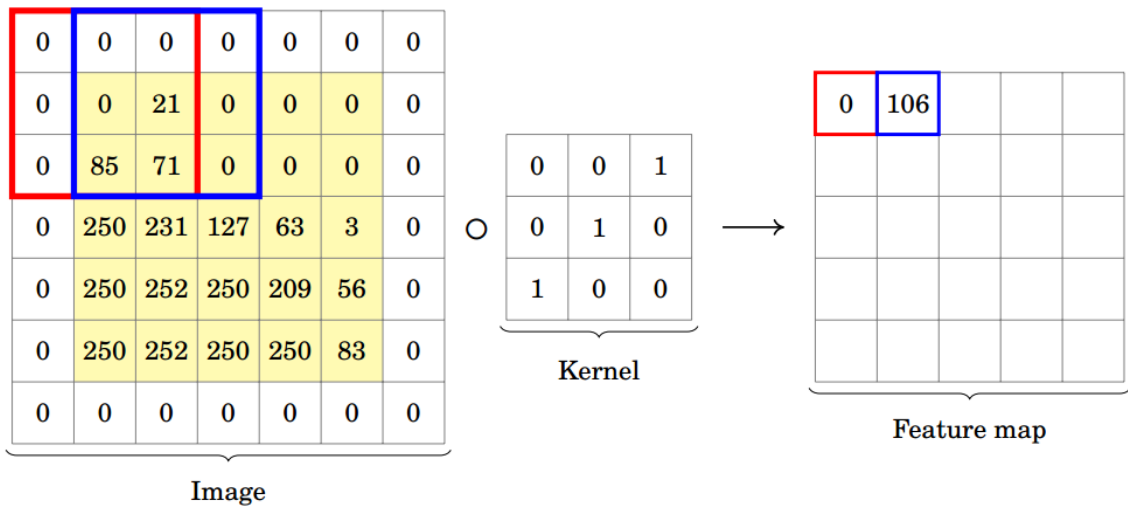 0 0 0 0 0 0 0
0 0 21 0 0 0 0
0 106
0 85 71 0 0 0 0
0 0 1
0 250 231 127 63 3 0
0 1 0
0 250 252 250 209 56 0
1 0 0
0 250 252 250 250 83 0
Kernel
0 0 0 0 0 0 0
Feature map
Image